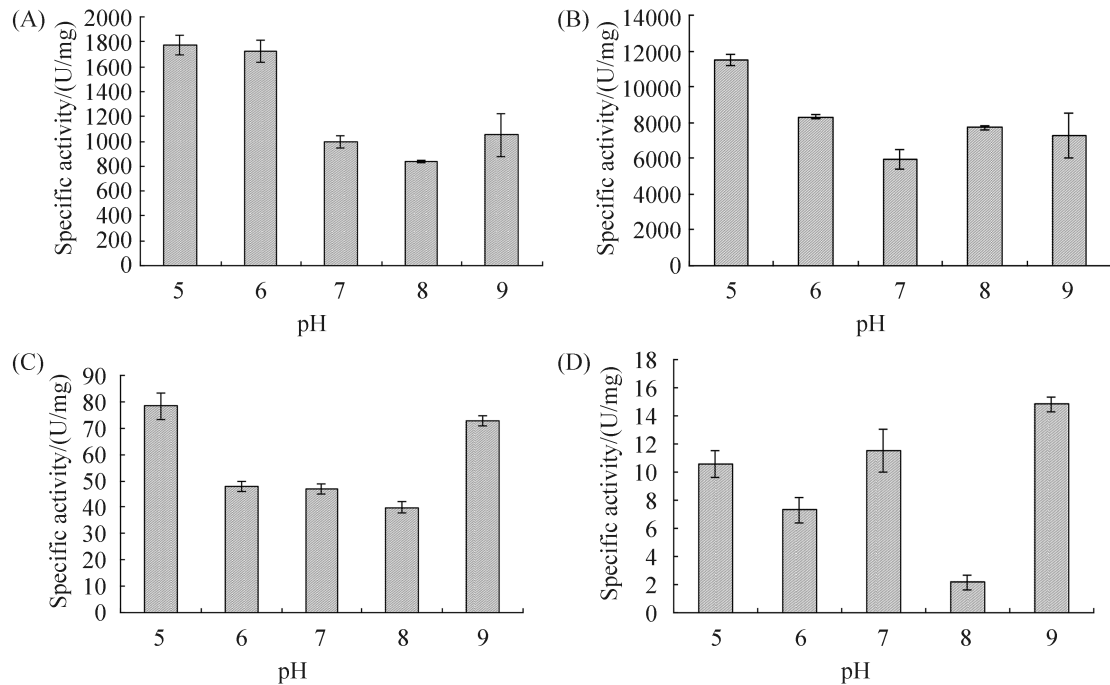 (A)
Specific activity/(U/mg)
2000
1800
1600
1400
1200
1000
800
600
400
200
0
5 6 7 8 9
pH
(B)
Specific activity/(U/mg)
14000
12000
10000
8000
6000
4000
2000
0
5 6 7 8 9
pH
(C)
Specific activity/(U/mg)
90
80
70
60
50
40
30
20
10
0
5 6 7 8 9
pH
(D)
Specific activity/(U/mg)
18
16
14
12
10
8
6
4
2
0
5 6 7 8 9
pH